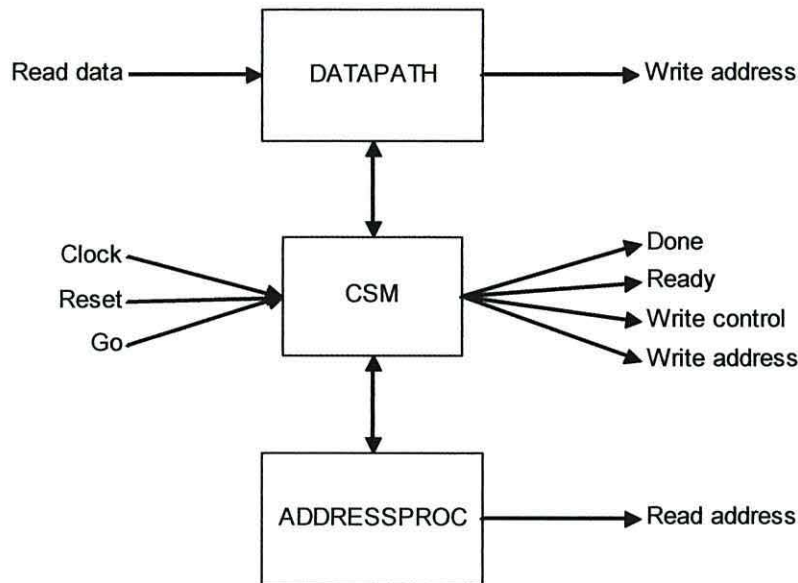 Read data
DATAPATH
Write address
Clock
Reset
Go
CSM
Done
Ready
Write control
Write address
ADDRESSPROC
Read address